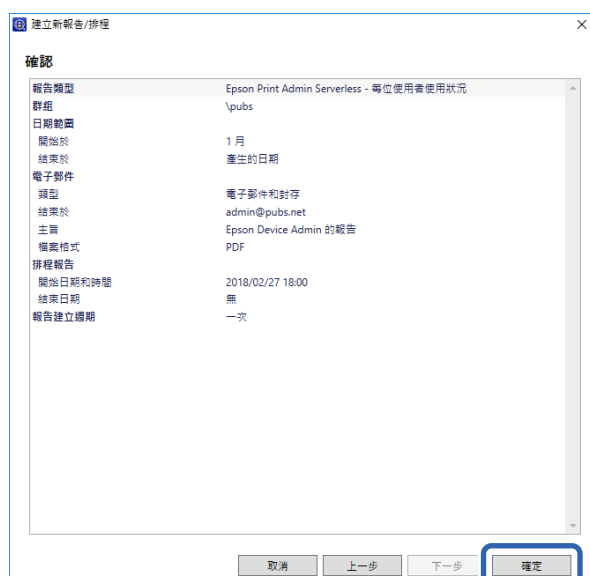 建立新報告/排程
確認
報告類型 Epson Print Admin Serverless - 每位使用者使用狀況
群組 \pubs
日期範圍
開始於 1 月
結束於 產生的日期
電子郵件
類型 電子郵件和封存
結束於 admin@pubs.net
主旨 Epson Device Admin 的報告
檔案格式 PDF
排程報告
開始日期和時間 2018/02/27 18:00
結束日期 無
報告建立週期 一次
取消 上一步 下一步 確定